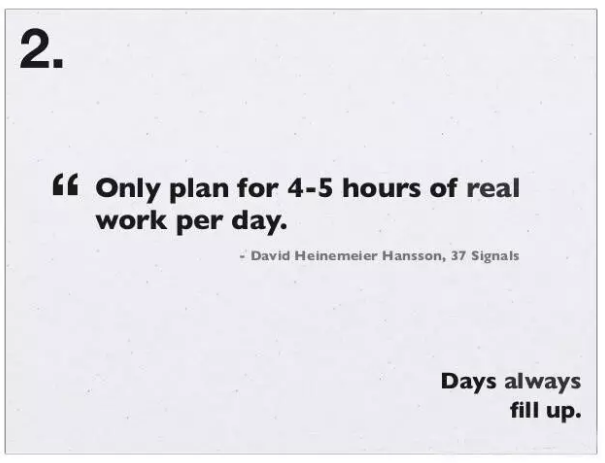 2.
“ Only plan for 4-5 hours of real
work per day.
- David Heinemeier Hansson, 37 Signals
Days always
fill up.